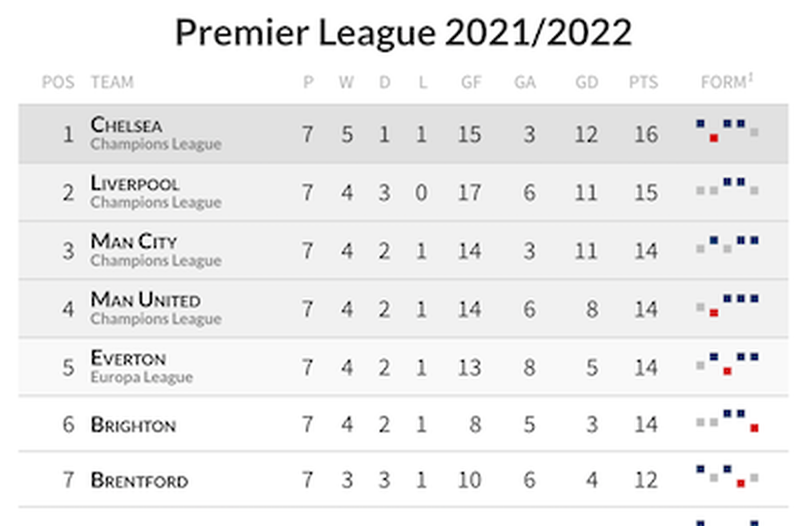 Premier League 2021/2022
POS TEAM P W D L GF GA GD PTS FORM‡
1 CHELSEA 7 5 1 1 15 3 12 16
Champions League
2 LIVERPOOL 7 4 3 0 17 6 11 15
Champions League
3 MAN CITY 7 4 2 1 14 3 11 14
Champions League
4 MAN UNITED 7 4 2 1 14 6 8 14
Champions League
5 EVERTON 7 4 2 1 13 8 5 14
Europa League
6 BRIGHTON 7 4 2 1 8 5 3 14
7 BRENTFORD 7 3 3 1 10 6 4 12